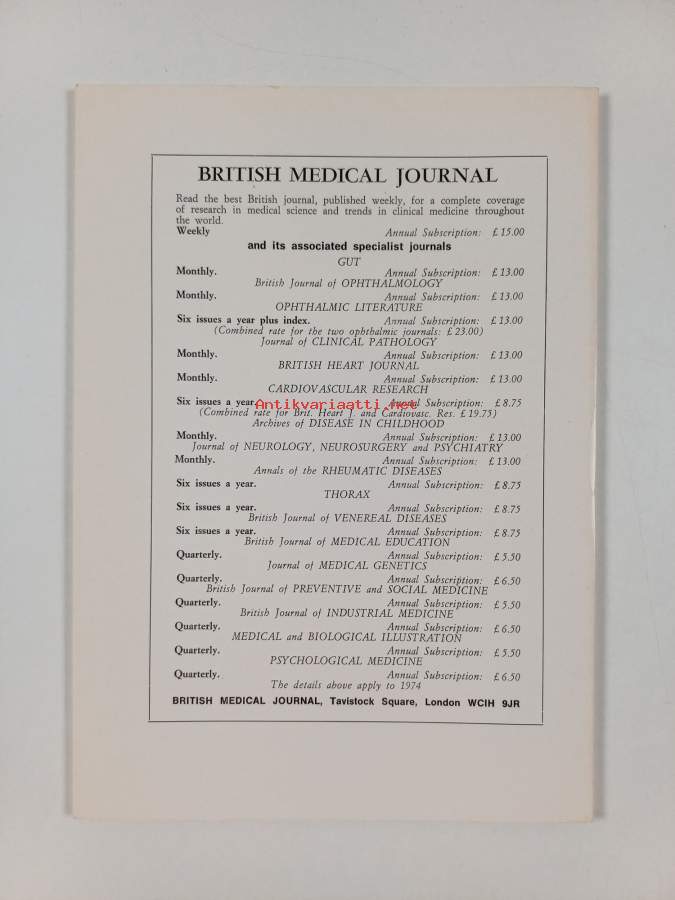 BRITISH MEDICAL JOURNAL
Read the best British journal, published weekly, for a complete coverage
of research in medical science and trends in clinical medicine throughout
the world.
Weekly Annual Subscription: £15.00
and its associated specialist journals
GUT
Monthly. Annual Subscription: £13.00
British Journal of OPHTHALMOLOGY
Monthly. Annual Subscription: £13.00
OPHTHALMIC LITERATURE
Six issues a year plus index. Annual Subscription: £13.00
(Combined rate for the two ophthalmic journals: £23.00)
Journal of CLINICAL PATHOLOGY
Monthly. Annual Subscription: £13.00
BRITISH HEART JOURNAL
Monthly. Annual Subscription: £13.00
CARDIOVASCULAR RESEARCH
Six issues a year. Annual Subscription: £8.75
Antikvariaatti.net
(Combined rate for Brit. Heart J. and Cardiovasc. Res. £19.75)
Archives of DISEASE IN CHILDHOOD
Monthly. Annual Subscription: £13.00
Journal of NEUROLOGY, NEUROSURGERY and PSYCHIATRY
Monthly. Annual Subscription: £13.00
Annals of the RHEUMATIC DISEASES
Six issues a year. Annual Subscription: £8.75
THORAX
Six issues a year. Annual Subscription: £8.75
British Journal of VENEREAL DISEASES
Six issues a year. Annual Subscription: £8.75
British Journal of MEDICAL EDUCATION
Quarterly. Annual Subscription: £5.50
Journal of MEDICAL GENETICS
Quarterly. Annual Subscription: £6.50
British Journal of PREVENTIVE and SOCIAL MEDICINE
Quarterly. Annual Subscription: £5.50
British Journal of INDUSTRIAL MEDICINE
Quarterly. Annual Subscription: £6.50
MEDICAL and BIOLOGICAL ILLUSTRATION
Quarterly. Annual Subscription: £5.50
PSYCHOLOGICAL MEDICINE
Quarterly. Annual Subscription: £6.50
The details above apply to 1974
BRITISH MEDICAL JOURNAL, Tavistock Square, London WCIH 9JR